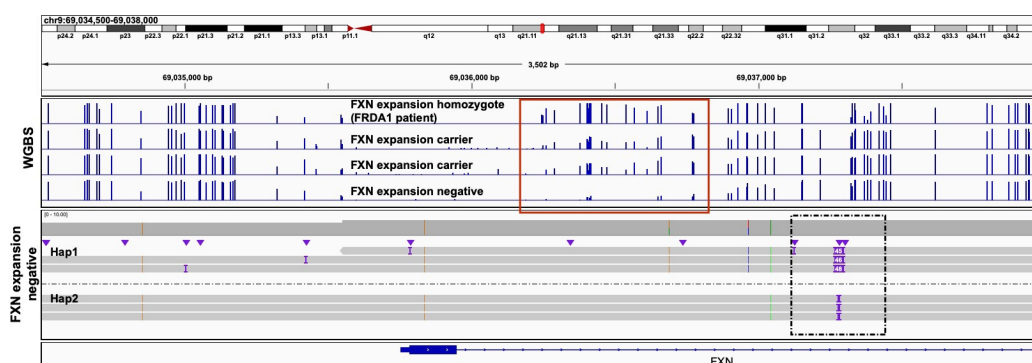 chr9:69,034,500-69,038,000
p24.2 p24.1 p23 p22.3 p22.1 p21.3 p21.2 p21.1 p13.3 p13.1 p11.1 q12 q13 q21.11 q21.13 q21.31 q21.33 q22.2 q22.32 q31.1 q31.2 q32 q33.1 q33.2 q33.3 q34.11 q34.2
3,502 bp
69,035,000 bp 69,036,000 bp 69,037,000 bp
WGBS
FXN expansion homozygote
(FRDA1 patient)
FXN expansion carrier
FXN expansion carrier
FXN expansion negative
FXN expansion
negative
[0 - 10.00]
Hap1
Hap2
FXN